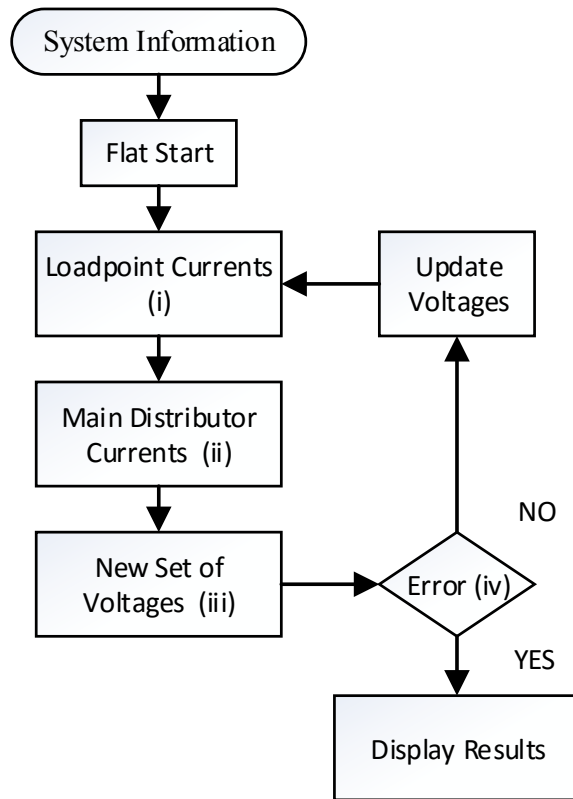 System Information
Flat Start
Loadpoint Currents
(i)
Update
Voltages
Main Distributor
Currents (ii)
NO
New Set of
Voltages (iii)
Error (iv)
YES
Display Results